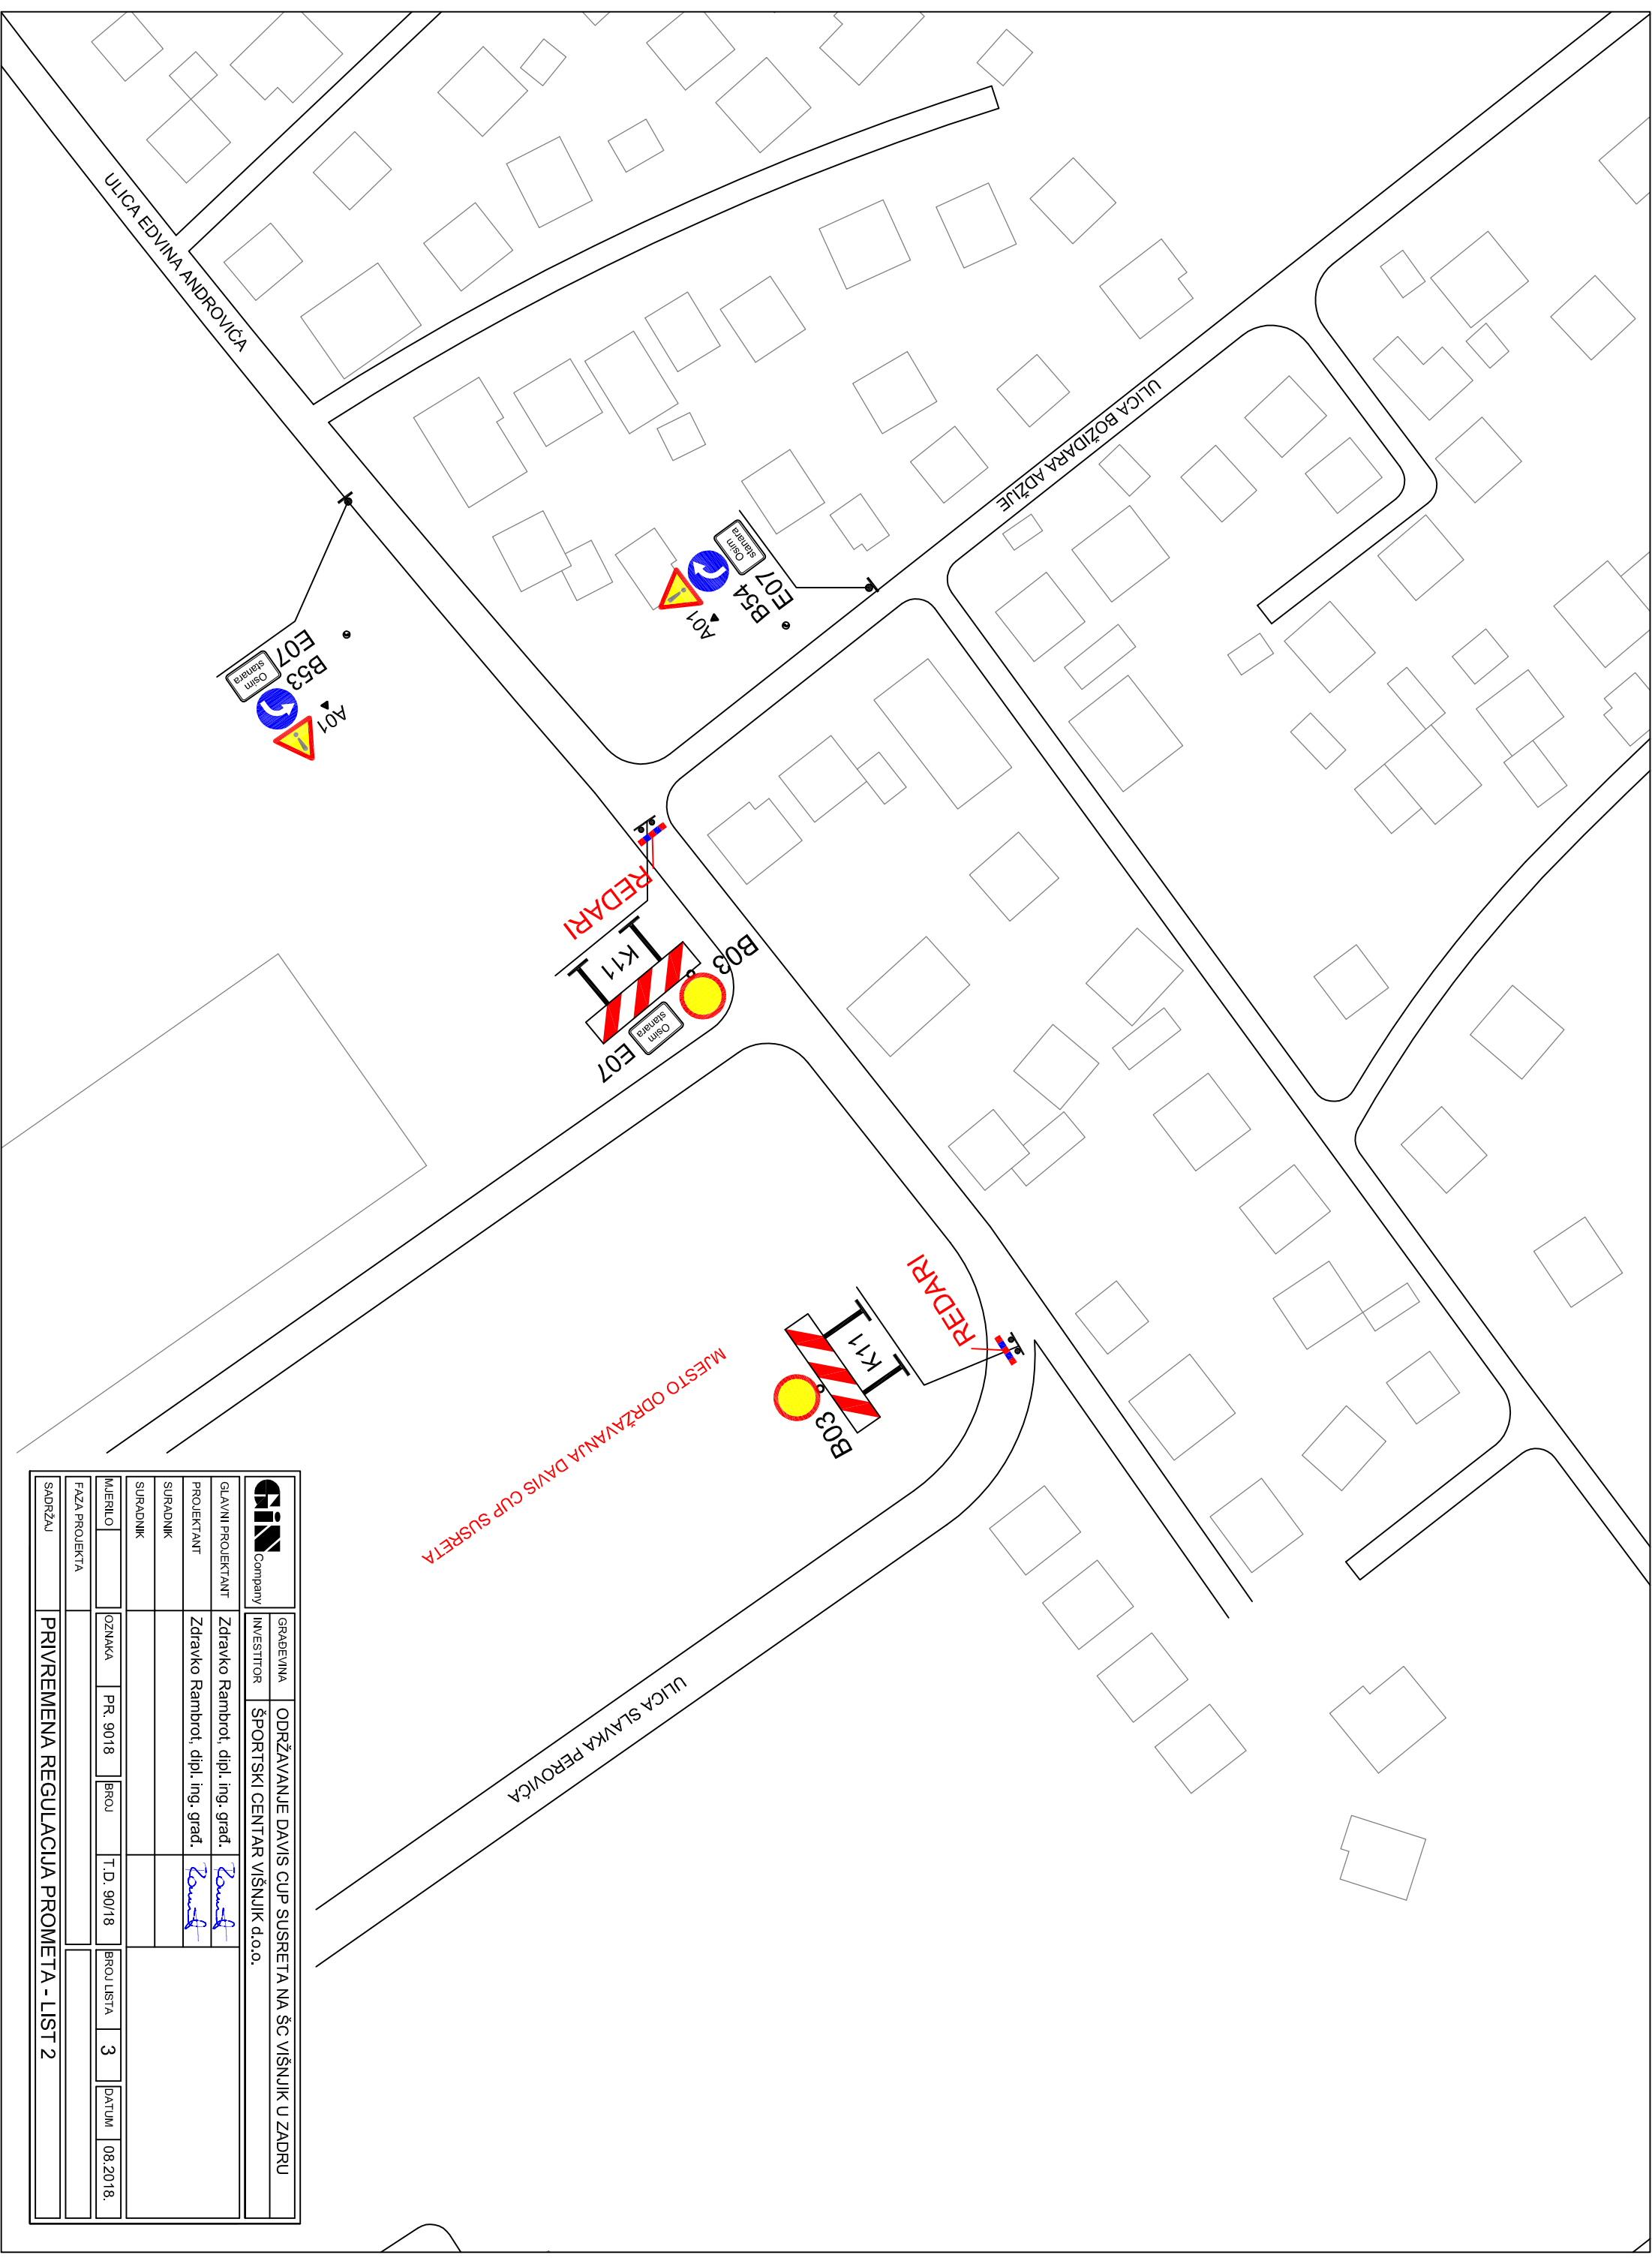 ULICA EDVINA ANDROVIĆA
ULICA BOŽIDARA ADŽIJE
Osim
stanara
E07
B54
A01
Osim
stanara
E07
B53
A01
REDARI
K11
B03
Osim
stanara
E07
REDARI
K11
B03
MJESTO ODRŽAVANJA DAVIS CUP SUSRETA
ULICA SLAVKA PEROVIĆA
GiN Company
GRAĐEVINA ODRŽAVANJE DAVIS CUP SUSRETA NA ŠC VIŠNJIK U ZADRU
INVESTITOR ŠPORTSKI CENTAR VIŠNJIK d.o.o.
GLAVNI PROJEKTANT Zdravko Rambrot, dipl. ing. građ.
PROJEKTANT Zdravko Rambrot, dipl. ing. građ.
SURADNIK
SURADNIK
MJERILO OZNAKA PR. 9018 BROJ T.D. 90/18 BROJ LISTA 3 DATUM 08.2018.
FAZA PROJEKTA
SADRŽAJ PRIVREMENA REGULACIJA PROMETA - LIST 2